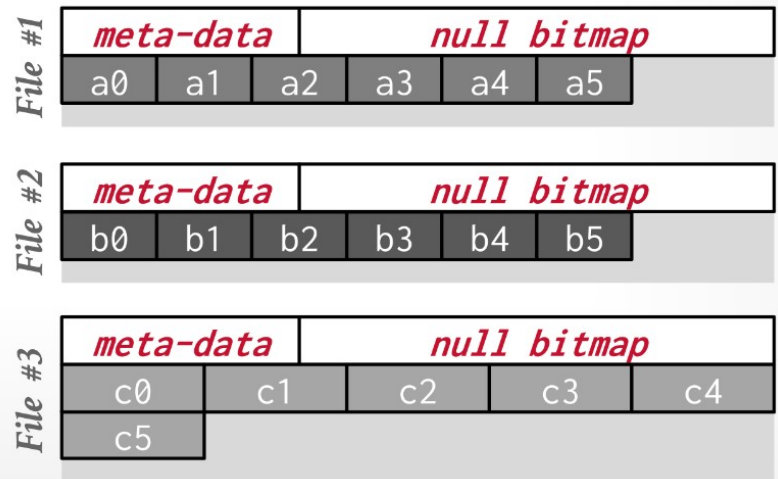 File #1
meta-data null bitmap
a0 a1 a2 a3 a4 a5
File #2
meta-data null bitmap
b0 b1 b2 b3 b4 b5
File #3
meta-data null bitmap
c0 c1 c2 c3 c4
c5